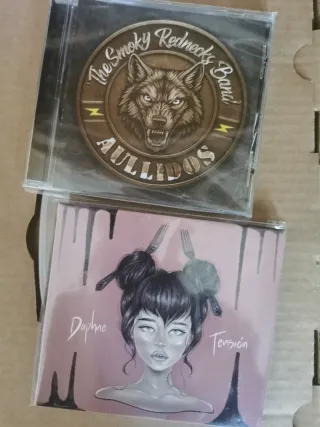 The Smoky Rednecks Band
AULLIDOS
Daphne
Tensión